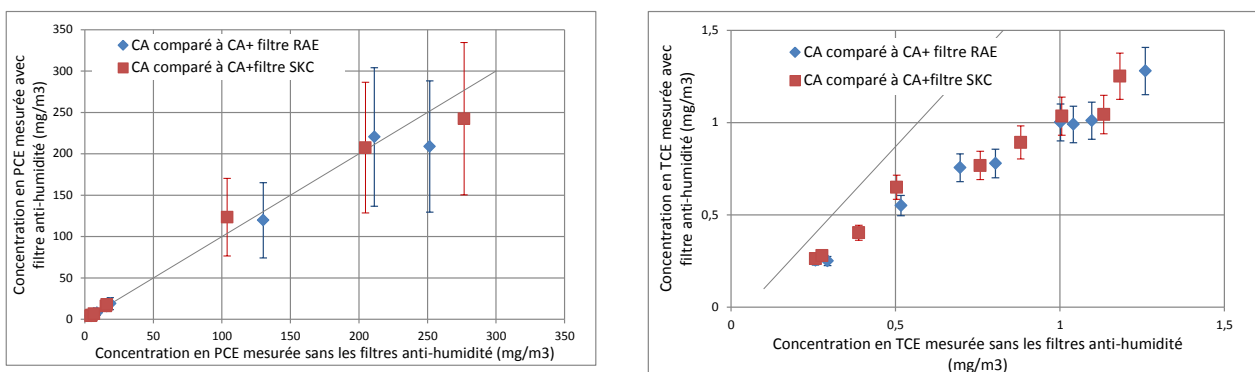 Concentration en PCE mesurée avec
filtre anti-humidité (mg/m3)
350
300
250
200
150
100
50
0
CA comparé à CA+ filtre RAE
CA comparé à CA+filtre SKC
0 50 100 150 200 250 300 350
Concentration en PCE mesurée sans les filtres anti-humidité (mg/m3)
Concentration en TCE mesurée avec
filtre anti-humidité (mg/m3)
1,5
1
0,5
0
CA comparé à CA+ filtre RAE
CA comparé à CA+filtre SKC
0 0,5 1 1,5
Concentration en TCE mesurée sans les filtres anti-humidité
(mg/m3)